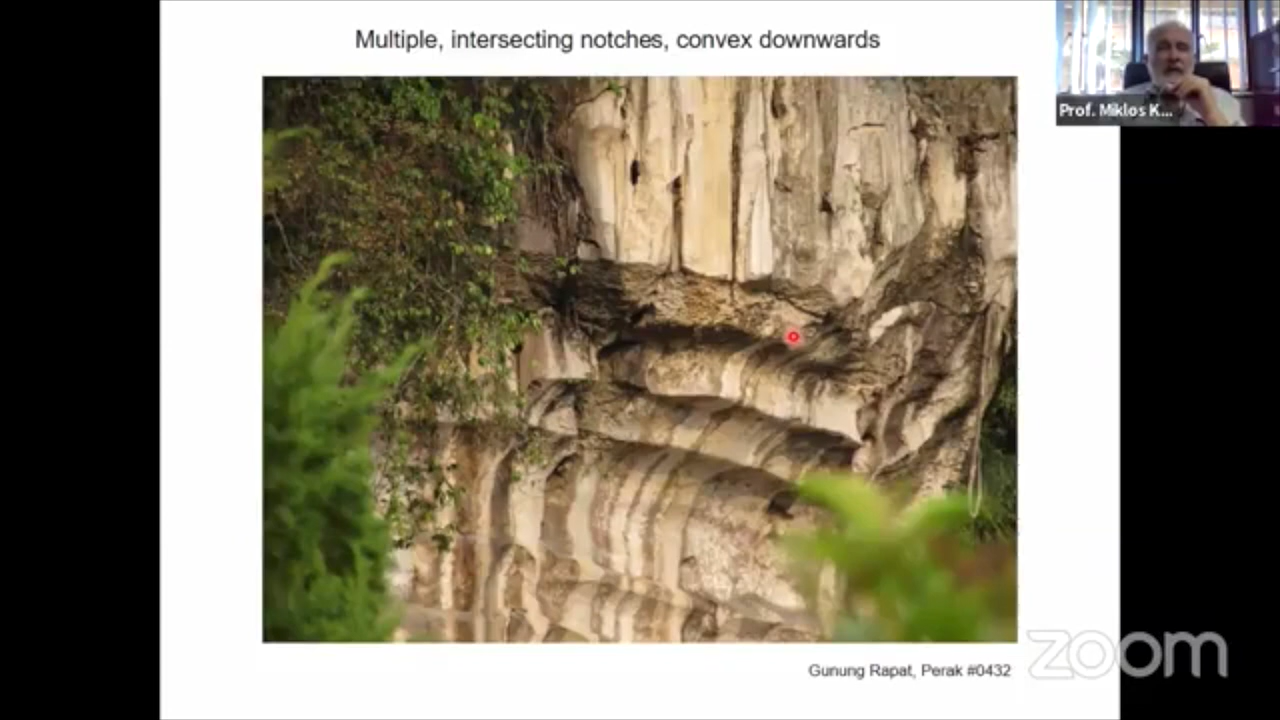 Multiple, intersecting notches, convex downwards
Prof. Miklos K...
Gunung Rapat, Perak #0432
zoom